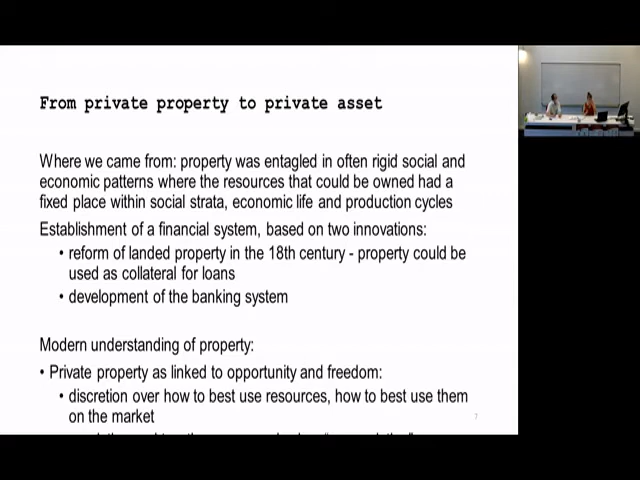 From private property to private asset
Where we came from: property was entagled in often rigid social and
economic patterns where the resources that could be owned had a
fixed place within social strata, economic life and production cycles
Establishment of a financial system, based on two innovations:
• reform of landed property in the 18th century - property could be
used as collateral for loans
• development of the banking system
Modern understanding of property:
• Private property as linked to opportunity and freedom:
• discretion over how to best use resources, how to best use them
on the market
7